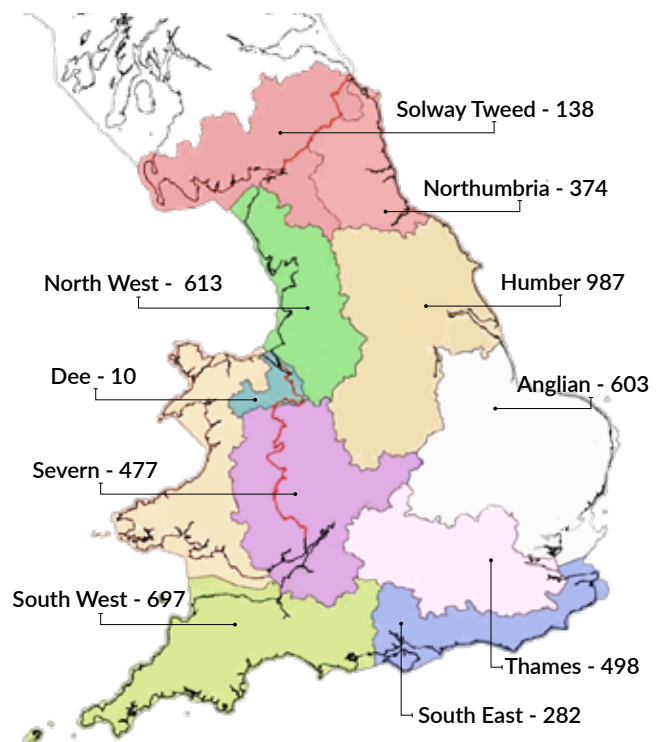 Solway Tweed - 138
Northumbria - 374
North West - 613
Humber 987
Dee - 10
Anglian - 603
Severn - 477
South West - 697
Thames - 498
South East - 282